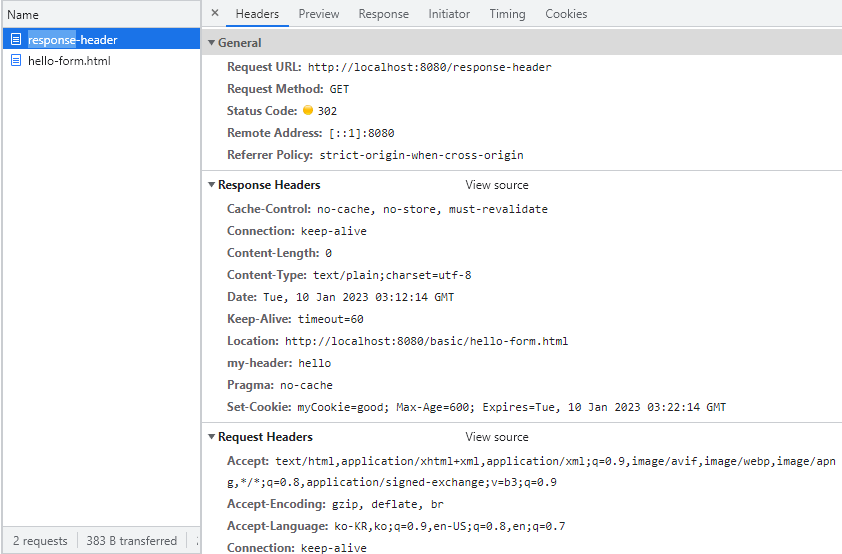 Name
× Headers Preview Response Initiator Timing Cookies
response-header
hello-form.html
General
Request URL: http://localhost:8080/response-header
Request Method: GET
Status Code: 302
Remote Address: [::1]:8080
Referrer Policy: strict-origin-when-cross-origin
Response Headers View source
Cache-Control: no-cache, no-store, must-revalidate
Connection: keep-alive
Content-Length: 0
Content-Type: text/plain;charset=utf-8
Date: Tue, 10 Jan 2023 03:12:14 GMT
Keep-Alive: timeout=60
Location: http://localhost:8080/basic/hello-form.html
my-header: hello
Pragma: no-cache
Set-Cookie: myCookie=good; Max-Age=600; Expires=Tue, 10 Jan 2023 03:22:14 GMT
Request Headers View source
Accept: text/html,application/xhtml+xml,application/xml;q=0.9,image/avif,image/webp,image/apn
g,*/*;q=0.8,application/signed-exchange;v=b3;q=0.9
Accept-Encoding: gzip, deflate, br
Accept-Language: ko-KR,ko;q=0.9,en-US;q=0.8,en;q=0.7
Connection: keep-alive
2 requests 383 B transferred